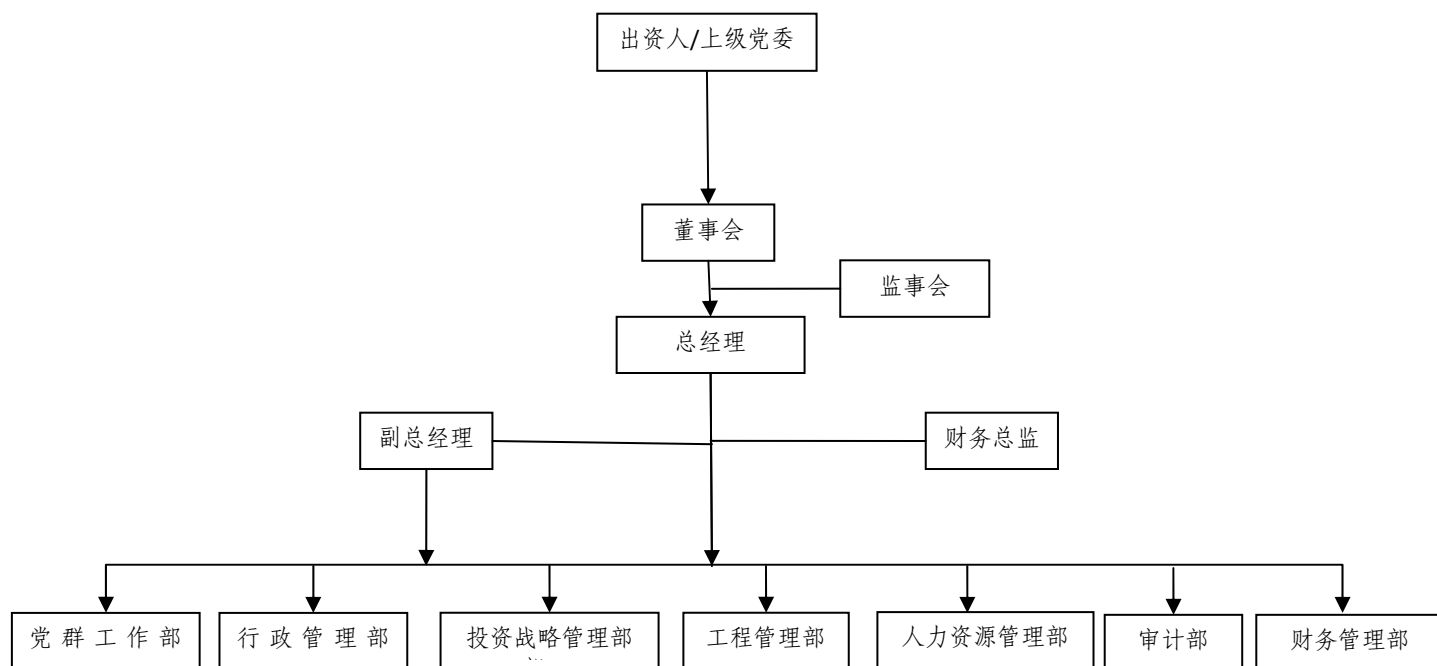 出资人/上级党委
董事会
监事会
总经理
副总经理
财务总监
党群工作部
行政管理部
投资战略管理部
工程管理部
人力资源管理部
审计部
财务管理部